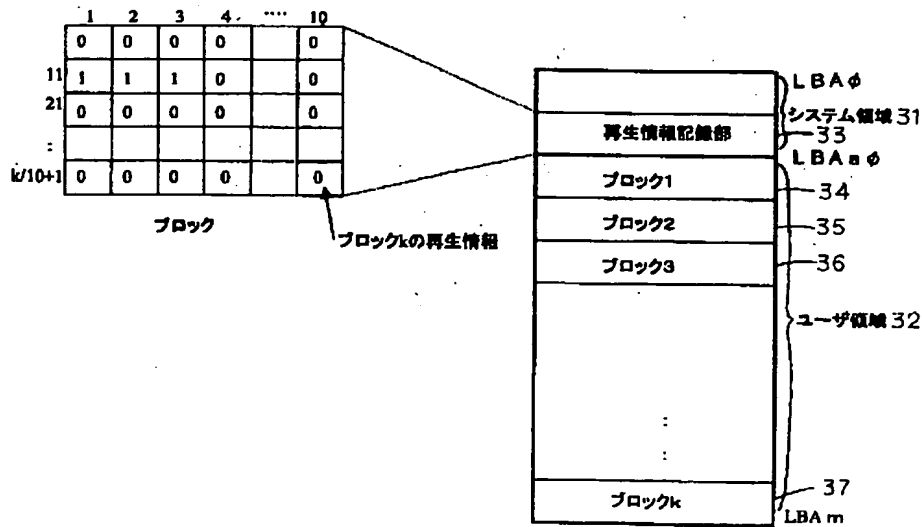 1 2 3 4 ‥‥ 10
0 0 0 0 0
11 1 1 1 0 0
21 0 0 0 0 0
:
k/10+1 0 0 0 0 0
ブロック
ブロックkの再生情報
LBAφ
システム領域 31
再生情報記録部
33
LBAaφ
ブロック1
34
ブロック2
35
ブロック3
36
ユーザ領域 32
:
:
ブロックk
37
LBA m